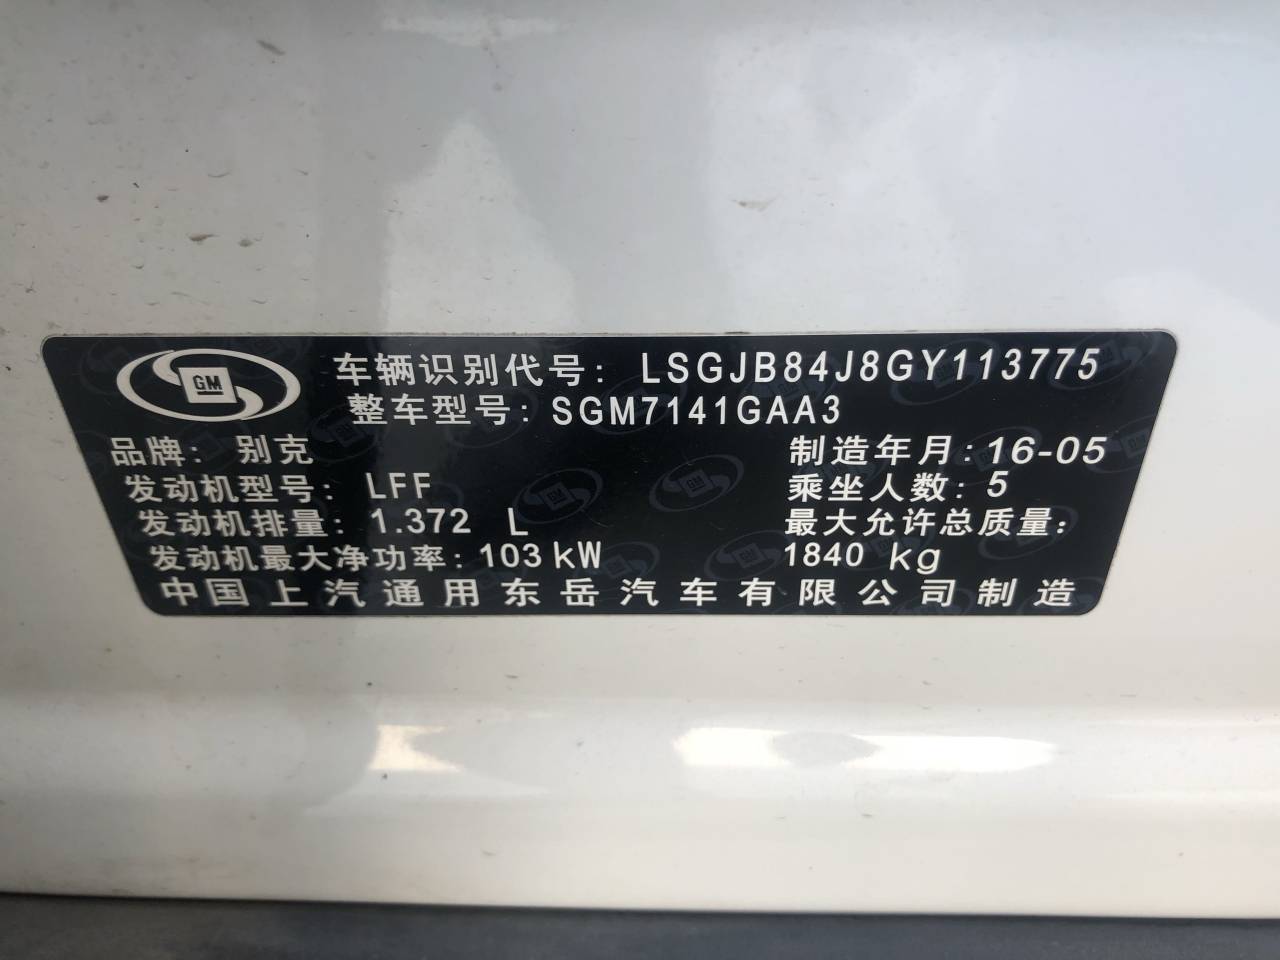 GM
车辆识别代号: LSGJB84J8GY113775
整车型号: SGM7141GAA3
品牌: 别克
制造年月: 16-05
发动机型号: LFF
乘坐人数: 5
发动机排量: 1.372 L
最大允许总质量:
发动机最大净功率: 103 kW
1840 kg
中国上汽通用东岳汽车有限公司制造